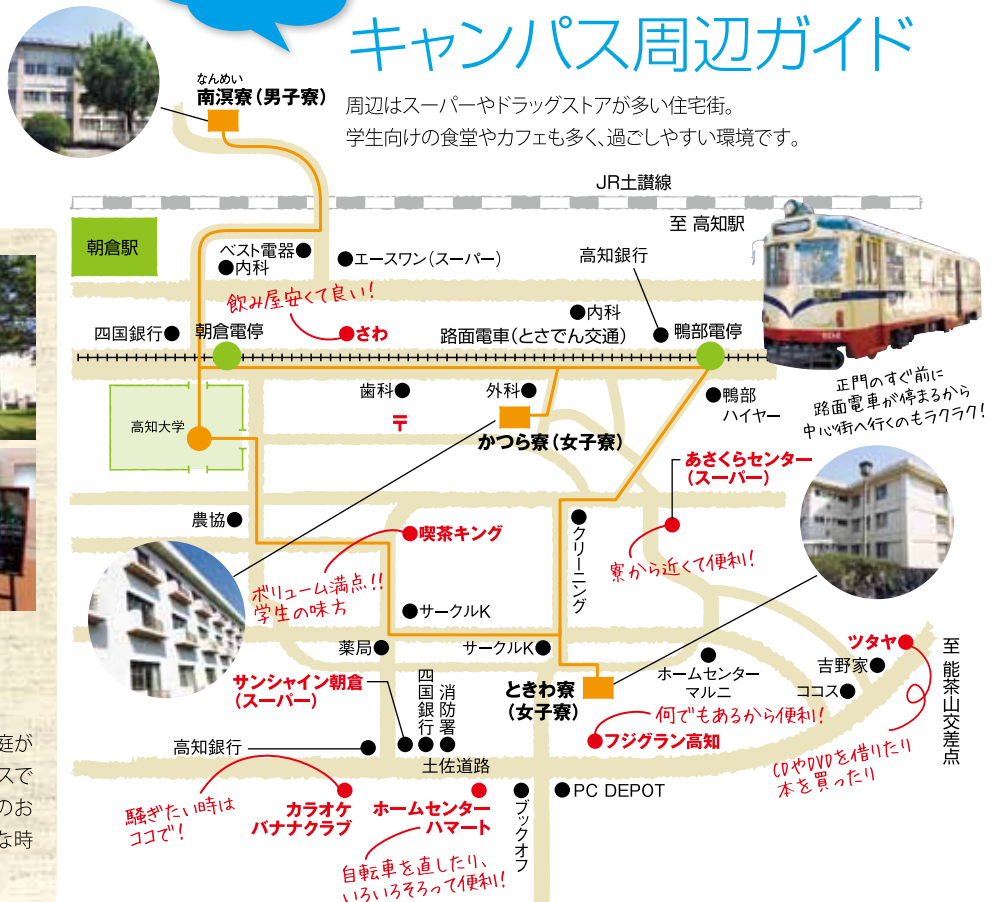 キャンパス周辺ガイド
周辺はスーパーやドラッグストアが多い住宅街。
学生向けの食堂やカフェも多く、過ごしやすい環境です。
なんめい
南溟寮（男子寮）
JR土讃線
至 高知駅
朝倉駅
ベスト電器
内科
エースワン（スーパー）
高知銀行
飲み屋安くて良い！
さわ
内科
四国銀行
朝倉電停
路面電車（とさでん交通）
鴨部電停
正門のすぐ前に
路面電車が停まるから
中心街へ行くのもラクラク！
歯科
外科
鴨部
ハイヤー
高知大学
〒
かつら寮（女子寮）
あさくらセンター
（スーパー）
農協
喫茶キング
クリーニング
寮から近くて便利！
ボリューム満点！！
学生の味方
サークルK
薬局
サークルK
ツタヤ
吉野家
ココス
至 能茶山交差点
ホームセンター
マルニ
サンシャイン朝倉
（スーパー）
四国銀行
消防署
ときわ寮
（女子寮）
何でもあるから便利！
フジグラン高知
高知銀行
土佐道路
CDやDVDを借りたり
本を買ったり
騒ぎたい時は
ココで！
カラオケ
バナナクラブ
ホームセンター
ハマート
ブックオフ
PC DEPOT
自転車を直したり、
いろいろそろって便利！
庭が
スで
のお
な時